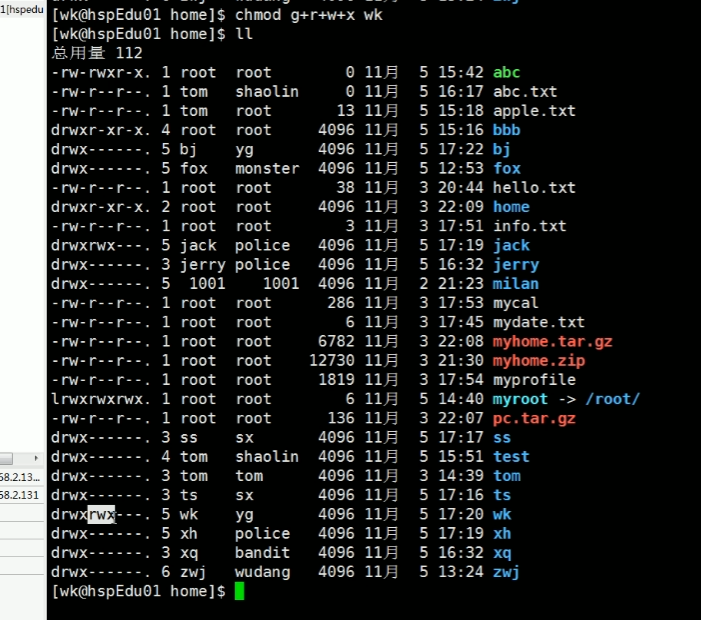 1[hspedu
[wk@hspEdu01 home]$ chmod g+r+w+x wk
[wk@hspEdu01 home]$ ll
总用量 112
-rw-rwxr-x. 1 root root 0 11月 5 15:42 abc
-rw-r--r--. 1 tom shaolin 0 11月 5 16:17 abc.txt
-rw-r--r--. 1 tom root 13 11月 5 15:18 apple.txt
drwxr-xr-x. 4 root root 4096 11月 5 15:16 bbb
drwx------. 5 bj yg 4096 11月 5 17:22 bj
drwx------. 5 fox monster 4096 11月 5 12:53 fox
-rw-r--r--. 1 root root 38 11月 3 20:44 hello.txt
drwxr-xr-x. 2 root root 4096 11月 3 22:09 home
-rw-r--r--. 1 root root 3 11月 3 17:51 info.txt
drwxrwx---. 5 jack police 4096 11月 5 17:19 jack
drwx------. 3 jerry police 4096 11月 5 16:32 jerry
drwx------. 5 1001 1001 4096 11月 2 21:23 milan
-rw-r--r--. 1 root root 286 11月 3 17:53 mycal
-rw-r--r--. 1 root root 6 11月 3 17:45 mydate.txt
-rw-r--r--. 1 root root 6782 11月 3 22:08 myhome.tar.gz
-rw-r--r--. 1 root root 12730 11月 3 21:30 myhome.zip
-rw-r--r--. 1 root root 1819 11月 3 17:54 myprofile
lrwxrwxrwx. 1 root root 6 11月 5 14:40 myroot -> /root/
-rw-r--r--. 1 root root 136 11月 3 22:07 pc.tar.gz
drwx------. 3 ss sx 4096 11月 5 17:17 ss
drwx------. 4 tom shaolin 4096 11月 5 15:51 test
drwx------. 3 tom tom 4096 11月 3 14:39 tom
drwx------. 3 ts sx 4096 11月 5 17:16 ts
drwxrwx---. 5 wk yg 4096 11月 5 17:20 wk
drwx------. 5 xh police 4096 11月 5 17:19 xh
drwx------. 3 xq bandit 4096 11月 5 16:32 xq
drwx------. 6 zwj wudang 4096 11月 5 13:24 zwj
[wk@hspEdu01 home]$
68.2.13...
58.2.131